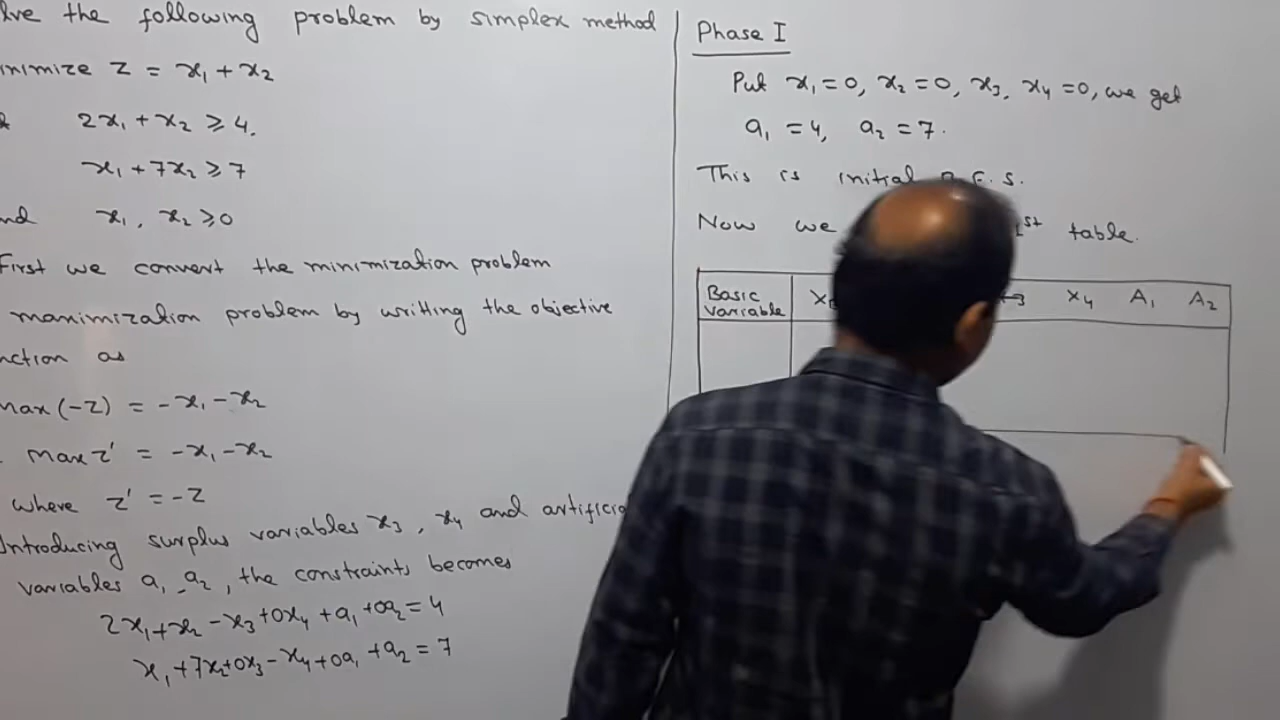 lve the following problem by simplex method
nimize Z = x₁ + x₂
2x₁ + x₂ ≥ 4.
x₁ + 7x₂ ≥ 7
nd x₁, x₂ ≥ 0
First we convert the minimization problem
manimization problem by writting the objective
nction as
max (-Z) = -x₁ - x₂
. Max Z' = -x₁ - x₂
where Z' = -Z
Introducing surplus variables x₃, x₄ and artificia
variables a₁, a₂, the constraints becomes
2x₁ + x₂ - x₃ + 0x₄ + a₁ + 0a₂ = 4
x₁ + 7x₂ + 0x₃ - x₄ + 0a₁ + a₂ = 7
Phase I
Put x₁ = 0, x₂ = 0, x₃, x₄ = 0, we get
a₁ = 4, a₂ = 7.
This is initial S.
Now we 1st table.
Basic Variable X₄ A₁ A₂